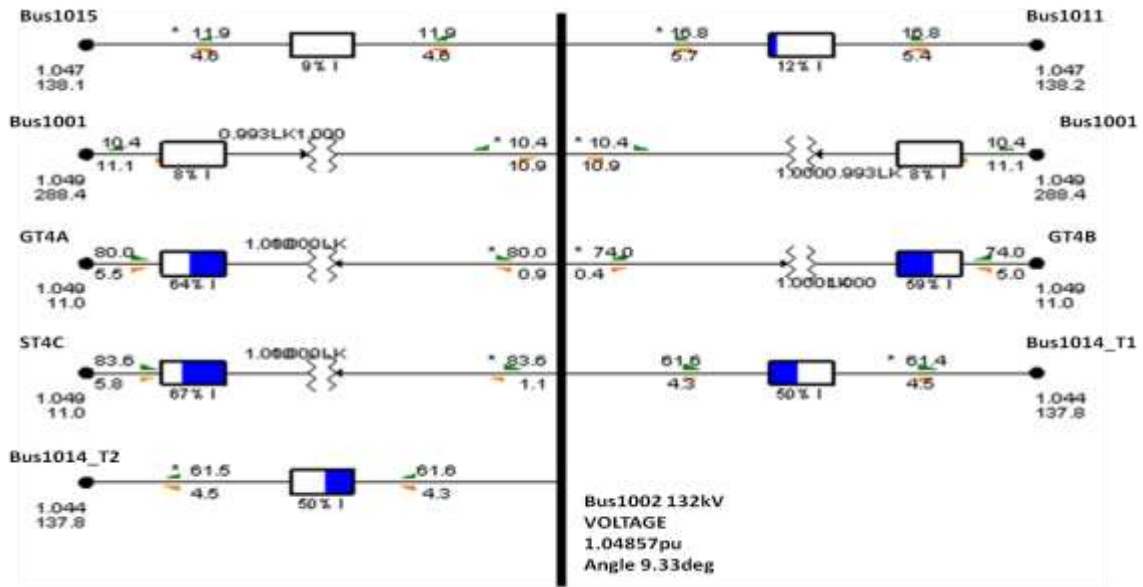 Bus1015
* 11.9 11.9
4.6 4.6
9% I
1.047
138.1
Bus1011
* 16.8 16.8
5.7 5.4
12% I
1.047
138.2
Bus1001
10.4 0.993LK1.000 * 10.4
11.1 10.9
8% I
1.049
288.4
Bus1001
* 10.4 10.4
10.9 11.1
1.0000.993LK 8% I
1.049
288.4
GT4A
80.0 * 80.0
5.5 0.9
64% I
1.049
11.0
GT4B
* 74.0 74.0
0.4 5.0
59% I
1.049
11.0
ST4C
83.6 * 83.6
5.8 1.1
67% I
1.049
11.0
Bus1014_T1
61.6 * 61.4
4.3 4.5
50% I
1.044
137.8
Bus1014_T2
* 61.5 61.6
4.5 4.3
50% I
1.044
137.8
Bus1002 132kV
VOLTAGE
1.04857pu
Angle 9.33deg